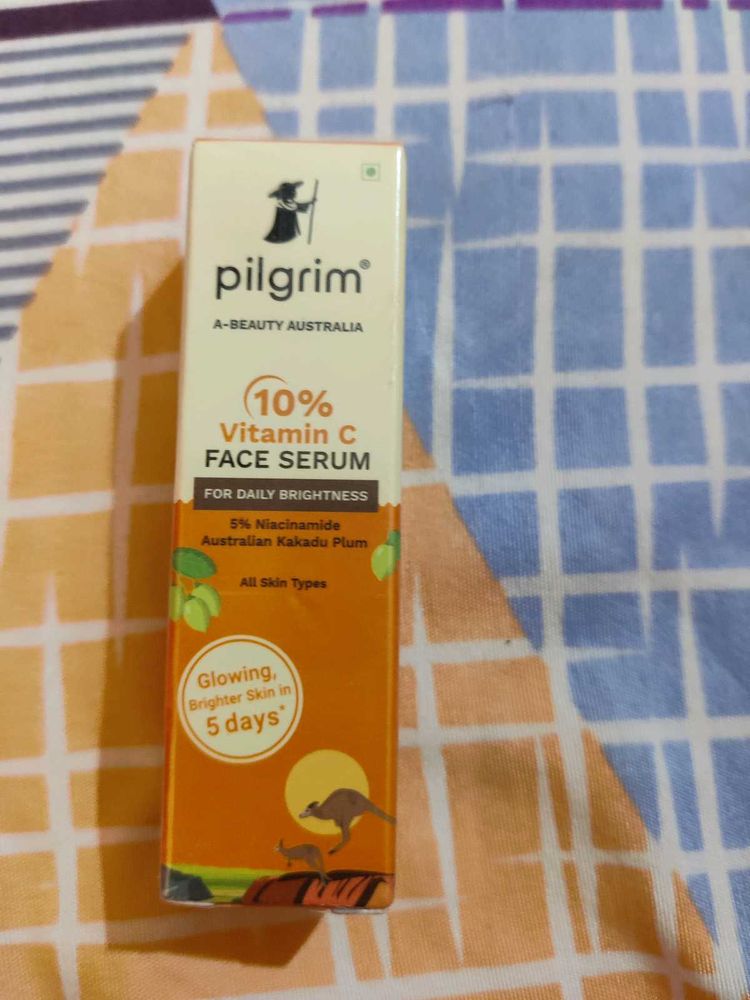 pilgrim®
A-BEAUTY AUSTRALIA
10%
Vitamin C
FACE SERUM
FOR DAILY BRIGHTNESS
5% Niacinamide
Australian Kakadu Plum
All Skin Types
Glowing,
Brighter Skin in
5 days*